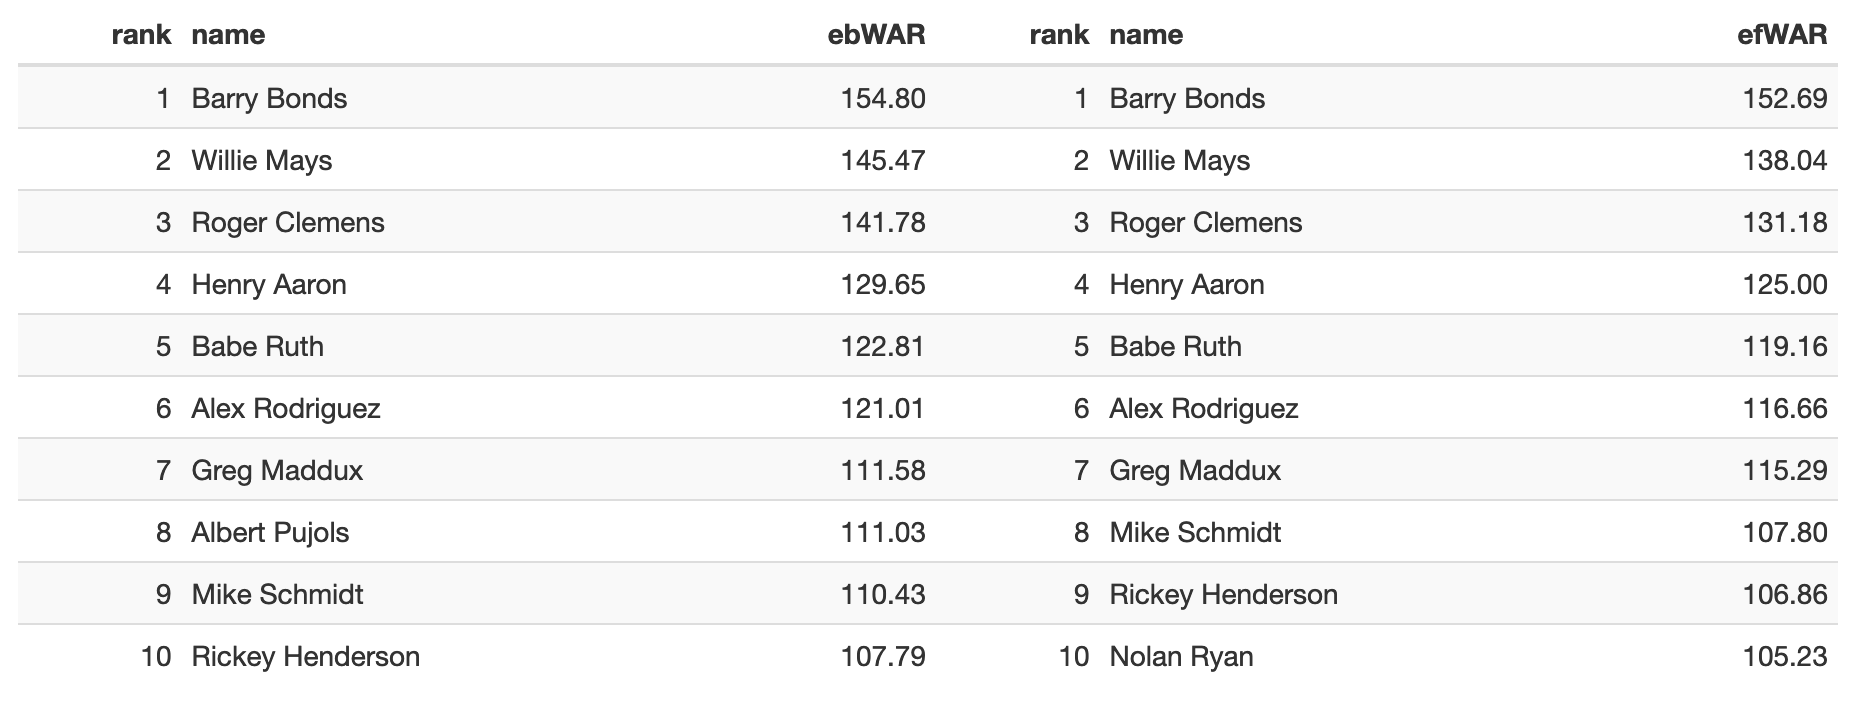 rank name ebWAR rank name efWAR
1 Barry Bonds 154.80 1 Barry Bonds 152.69
2 Willie Mays 145.47 2 Willie Mays 138.04
3 Roger Clemens 141.78 3 Roger Clemens 131.18
4 Henry Aaron 129.65 4 Henry Aaron 125.00
5 Babe Ruth 122.81 5 Babe Ruth 119.16
6 Alex Rodriguez 121.01 6 Alex Rodriguez 116.66
7 Greg Maddux 111.58 7 Greg Maddux 115.29
8 Albert Pujols 111.03 8 Mike Schmidt 107.80
9 Mike Schmidt 110.43 9 Rickey Henderson 106.86
10 Rickey Henderson 107.79 10 Nolan Ryan 105.23